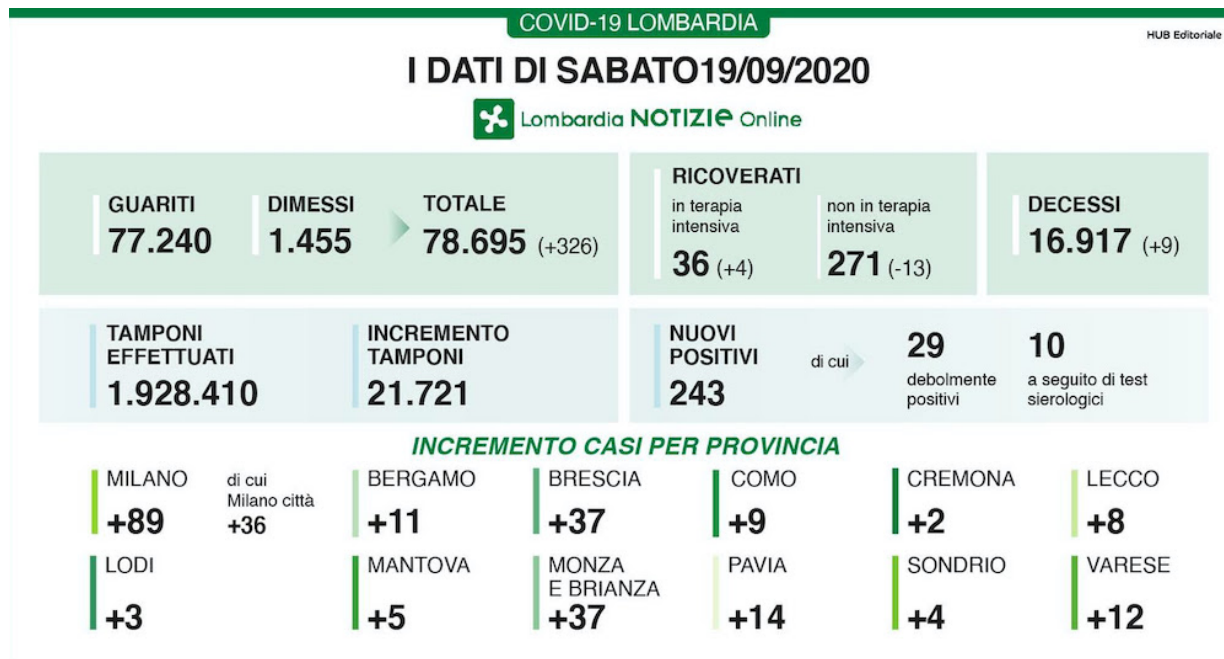 COVID-19 LOMBARDIA
HUB Editoriale
I DATI DI SABATO19/09/2020
Lombardia NOTIZIE Online
GUARITI
77.240
DIMESSI
1.455
TOTALE
78.695 (+326)
RICOVERATI
in terapia
intensiva
36 (+4)
non in terapia
intensiva
271 (-13)
DECESSI
16.917 (+9)
TAMPONI
EFFETTUATI
1.928.410
INCREMENTO
TAMPONI
21.721
NUOVI
POSITIVI
243
di cui
29
debolmente
positivi
10
a seguito di test
sierologici
INCREMENTO CASI PER PROVINCIA
MILANO
+89
di cui
Milano città
+36
BERGAMO
+11
BRESCIA
+37
COMO
+9
CREMONA
+2
LECCO
+8
LODI
+3
MANTOVA
+5
MONZA
E BRIANZA
+37
PAVIA
+14
SONDRIO
+4
VARESE
+12